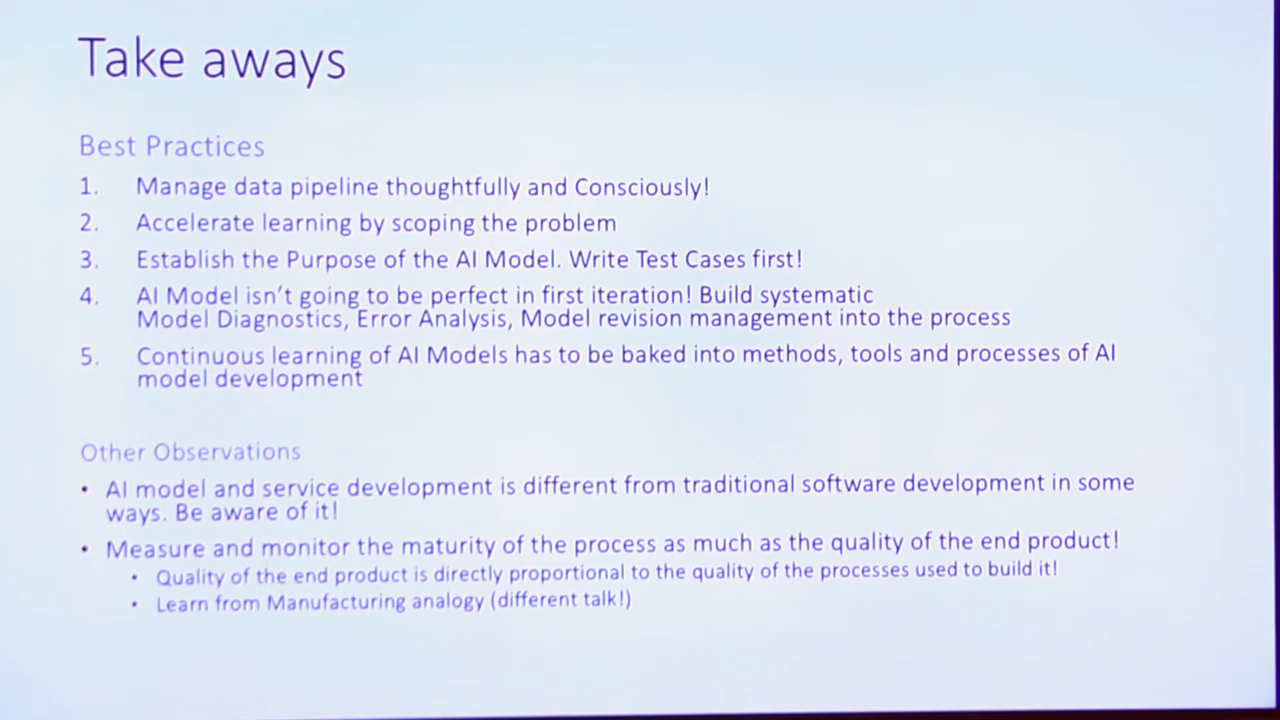 Take aways
Best Practices
1. Manage data pipeline thoughtfully and Consciously!
2. Accelerate learning by scoping the problem
3. Establish the Purpose of the AI Model. Write Test Cases first!
4. AI Model isn't going to be perfect in first iteration! Build systematic
Model Diagnostics, Error Analysis, Model revision management into the process
5. Continuous learning of AI Models has to be baked into methods, tools and processes of AI
model development
Other Observations
• AI model and service development is different from traditional software development in some
ways. Be aware of it!
• Measure and monitor the maturity of the process as much as the quality of the end product!
• Quality of the end product is directly proportional to the quality of the processes used to build it!
• Learn from Manufacturing analogy (different talk!)